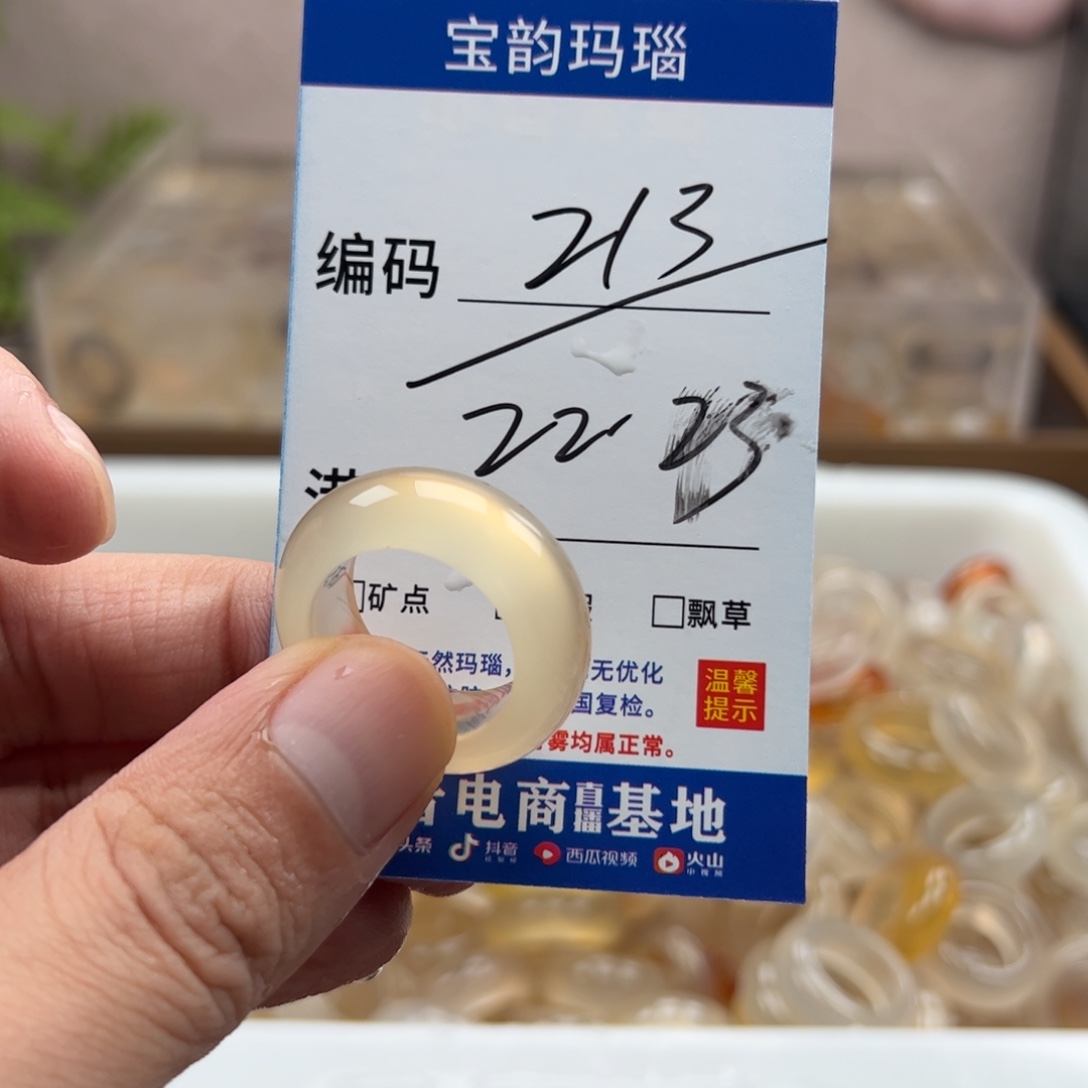 宝韵玛瑙
编码 213
22. 23
矿点 飘草
然玛瑙, 无优化
国复检。
温馨提示
雾均属正常。
电商直播基地
头条 抖音 西瓜视频 火山